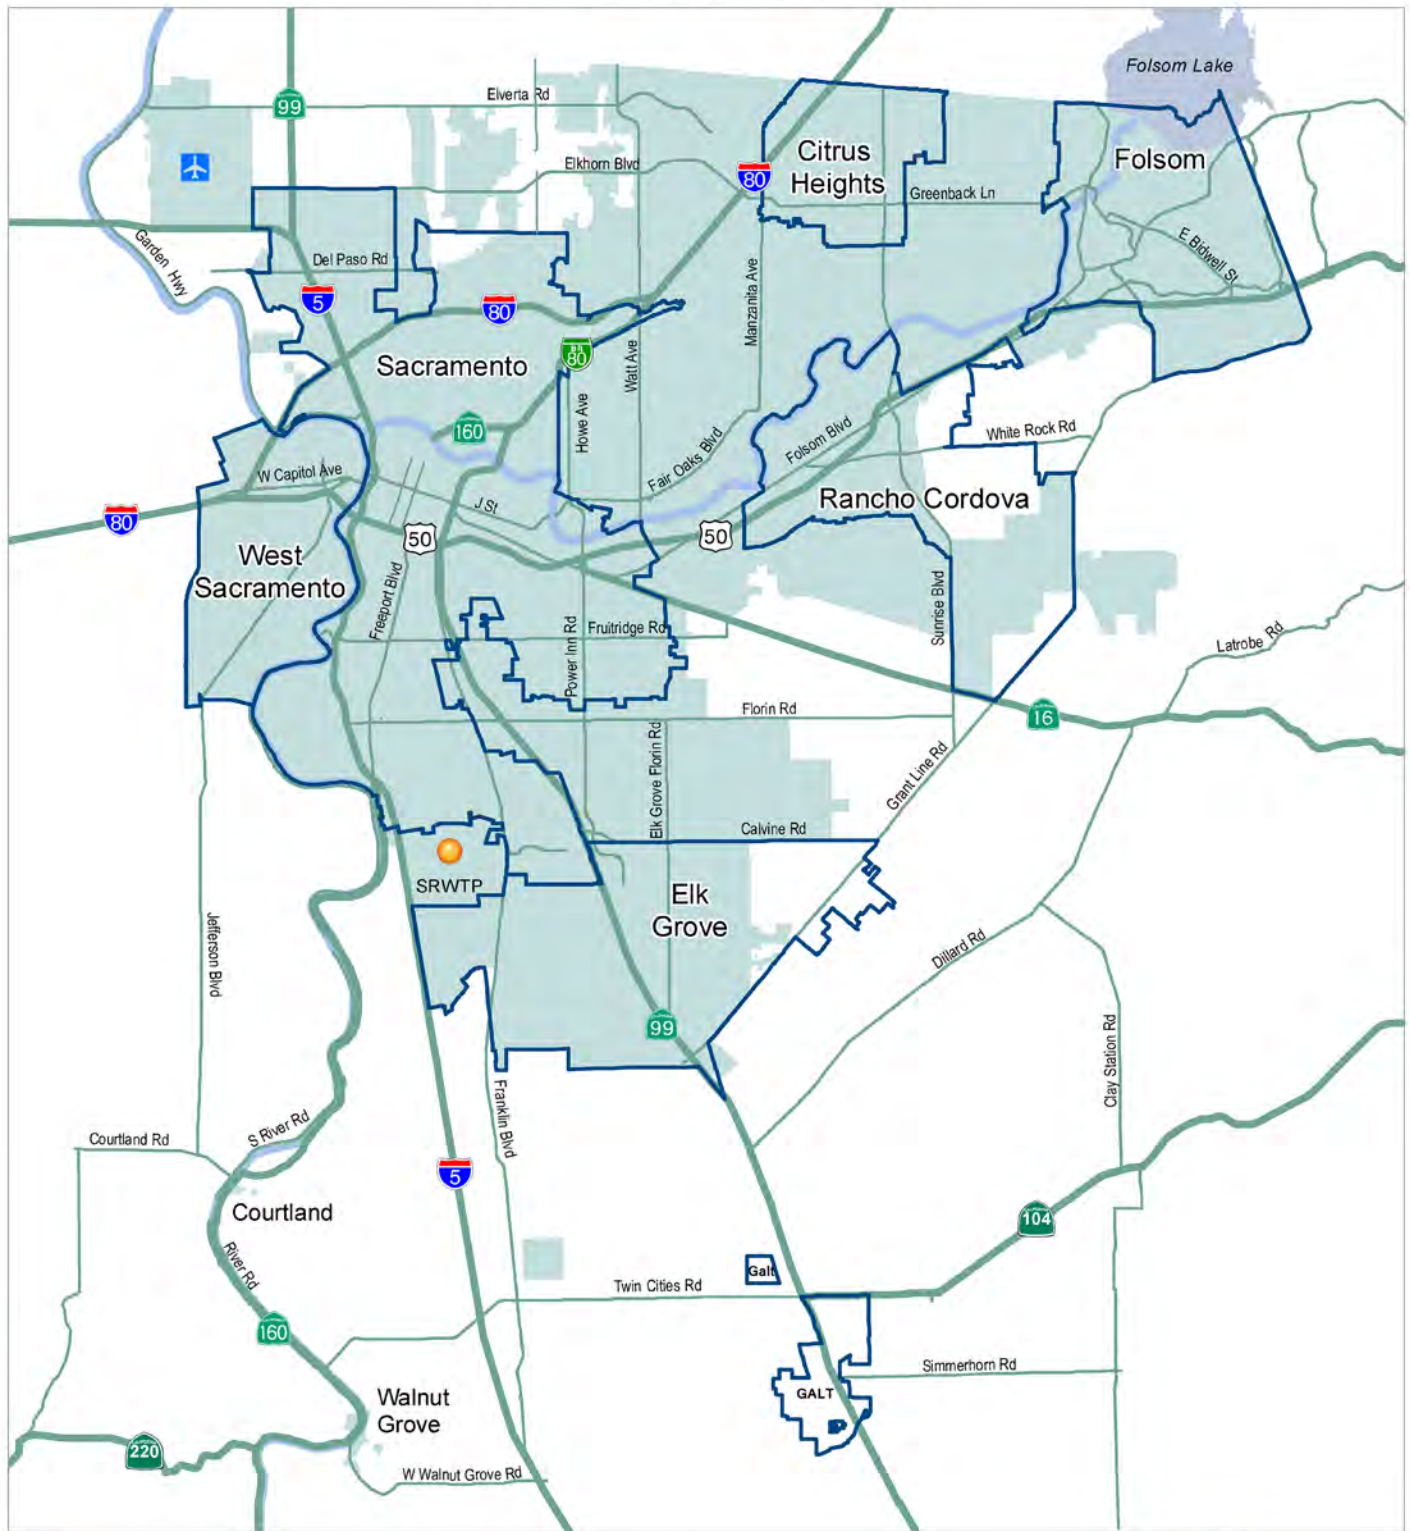 Folsom Lake
Elverta Rd
99
Citrus
Heights
Folsom
Elkhorn Blvd
80
Greenback Ln
Garden Hwy
Del Paso Rd
E Bidwell St
5
80
Manzanita Ave
BR
80
Sacramento
Watt Ave
160
Howe Ave
Fair Oaks Blvd
Folsom Blvd
White Rock Rd
W Capitol Ave
J St
Rancho Cordova
80
50
50
West
Sacramento
Freeport Blvd
Sunrise Blvd
Fruitridge Rd
Power Inn Rd
Latrobe Rd
Florin Rd
16
Elk Grove Florin Rd
Grant Line Rd
Calvine Rd
SRWTP
Elk
Grove
Jefferson Blvd
Dillard Rd
99
Clay Station Rd
Franklin Blvd
S River Rd
Courtland Rd
5
Courtland
104
River Rd
Galt
Twin Cities Rd
160
Simmerhorn Rd
GALT
Walnut
Grove
220
W Walnut Grove Rd